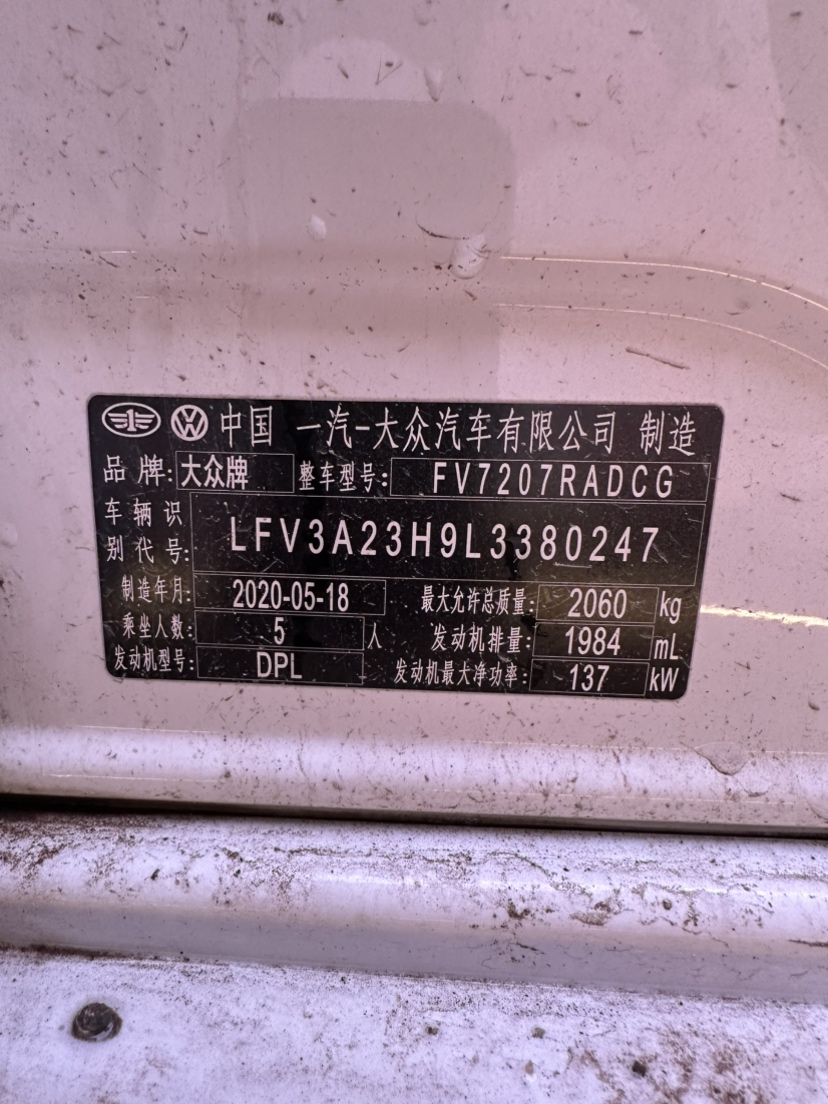 中国 一汽-大众汽车有限公司 制造
品牌:大众牌 整车型号: FV7207RADCG
车辆识别代号: LFV3A23H9L3380247
制造年月: 2020-05-18 最大允许总质量: 2060 kg
乘坐人数: 5 人 发动机排量: 1984 mL
发动机型号: DPL 发动机最大净功率: 137 kW